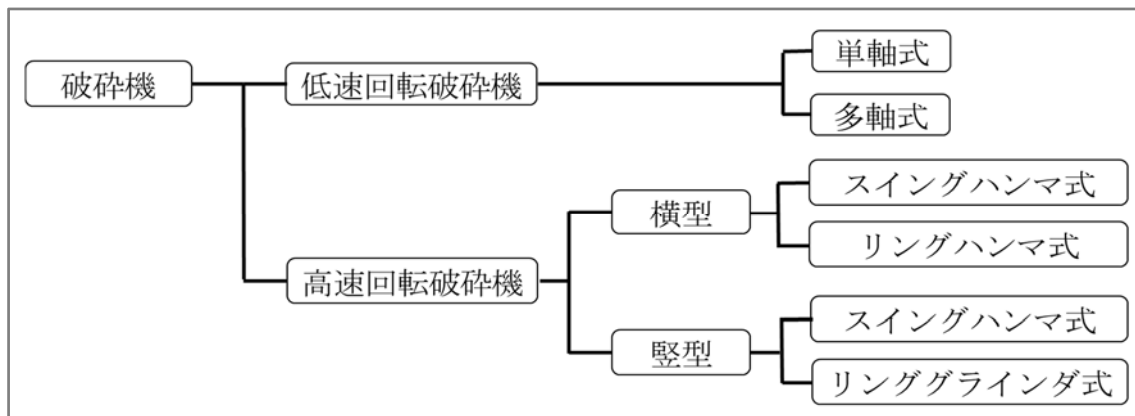 破砕機
低速回転破砕機
単軸式
多軸式
高速回転破砕機
横型
スイングハンマ式
リングハンマ式
竪型
スイングハンマ式
リンググラインダ式